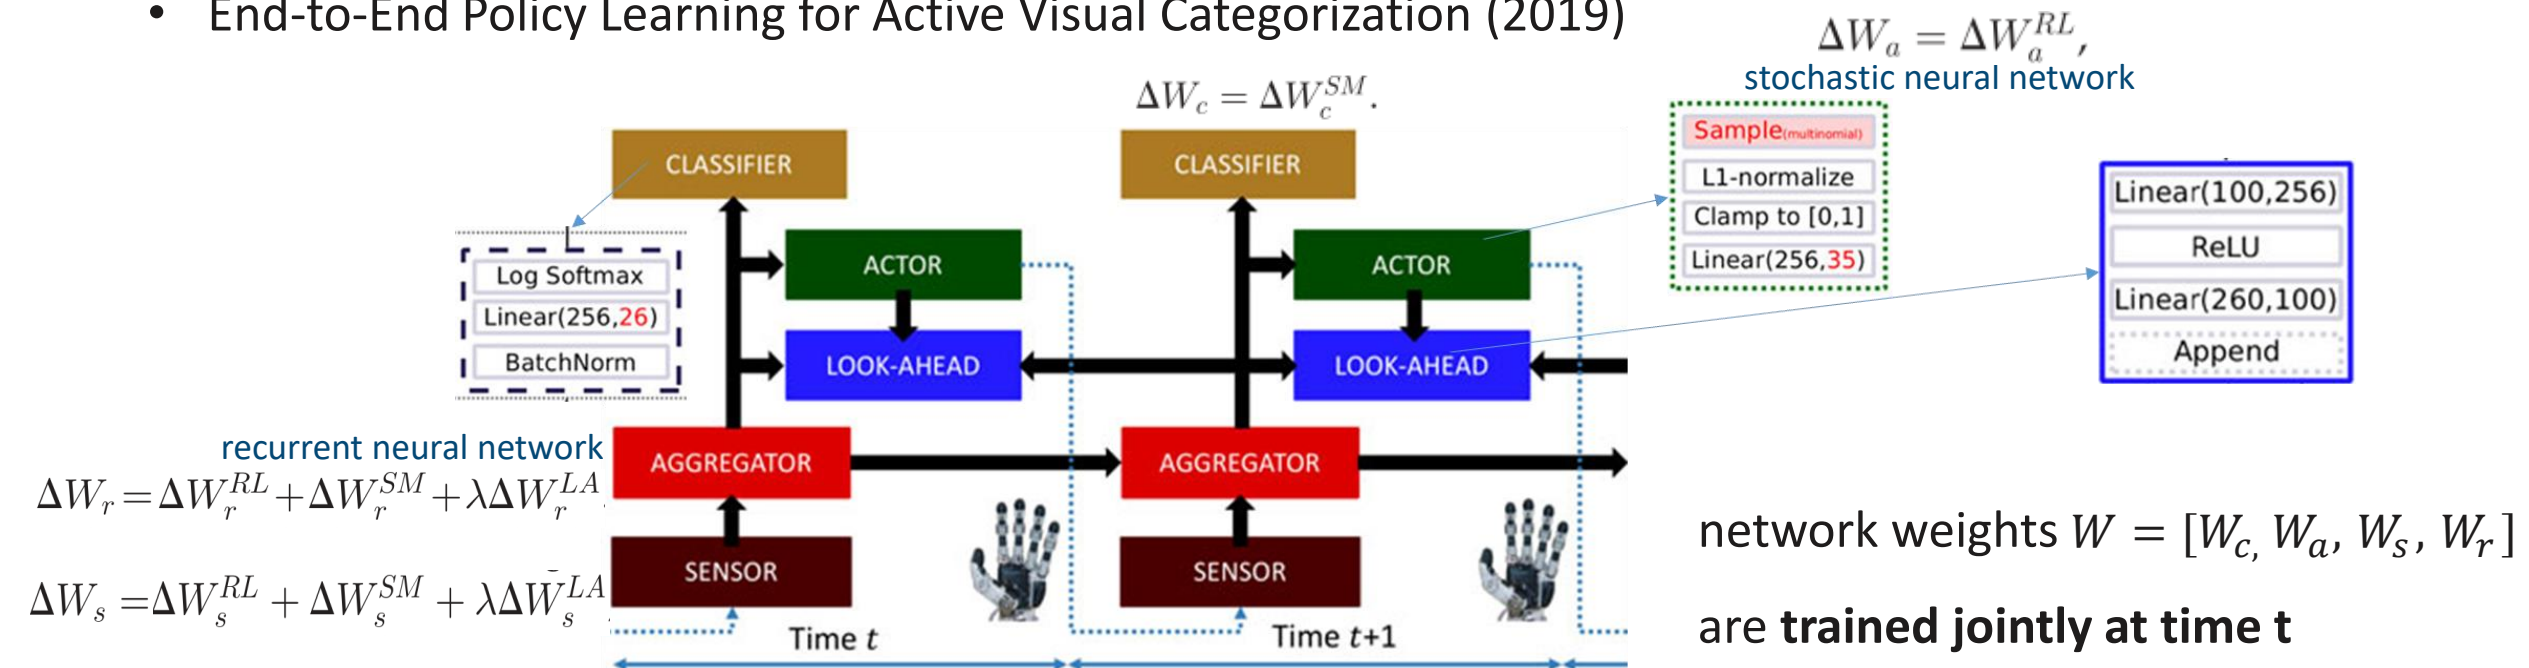 • End-to-End Policy Learning for Active Visual Categorization (2019)
ΔW_a = ΔW_a^{RL},
stochastic neural network
ΔW_c = ΔW_c^{SM}.
CLASSIFIER
CLASSIFIER
Sample(multinomial)
L1-normalize
Clamp to [0,1]
Linear(256,35)
Linear(100,256)
ReLU
Linear(260,100)
Append
ACTOR
ACTOR
Log Softmax
Linear(256,26)
BatchNorm
LOOK-AHEAD
LOOK-AHEAD
recurrent neural network
AGGREGATOR
AGGREGATOR
ΔW_r = ΔW_r^{RL} + ΔW_r^{SM} + λΔW_r^{LA}
SENSOR
SENSOR
ΔW_s = ΔW_s^{RL} + ΔW_s^{SM} + λΔW_s^{LA}
Time t
Time t+1
network weights W = [W_c, W_a, W_s, W_r]
are trained jointly at time t